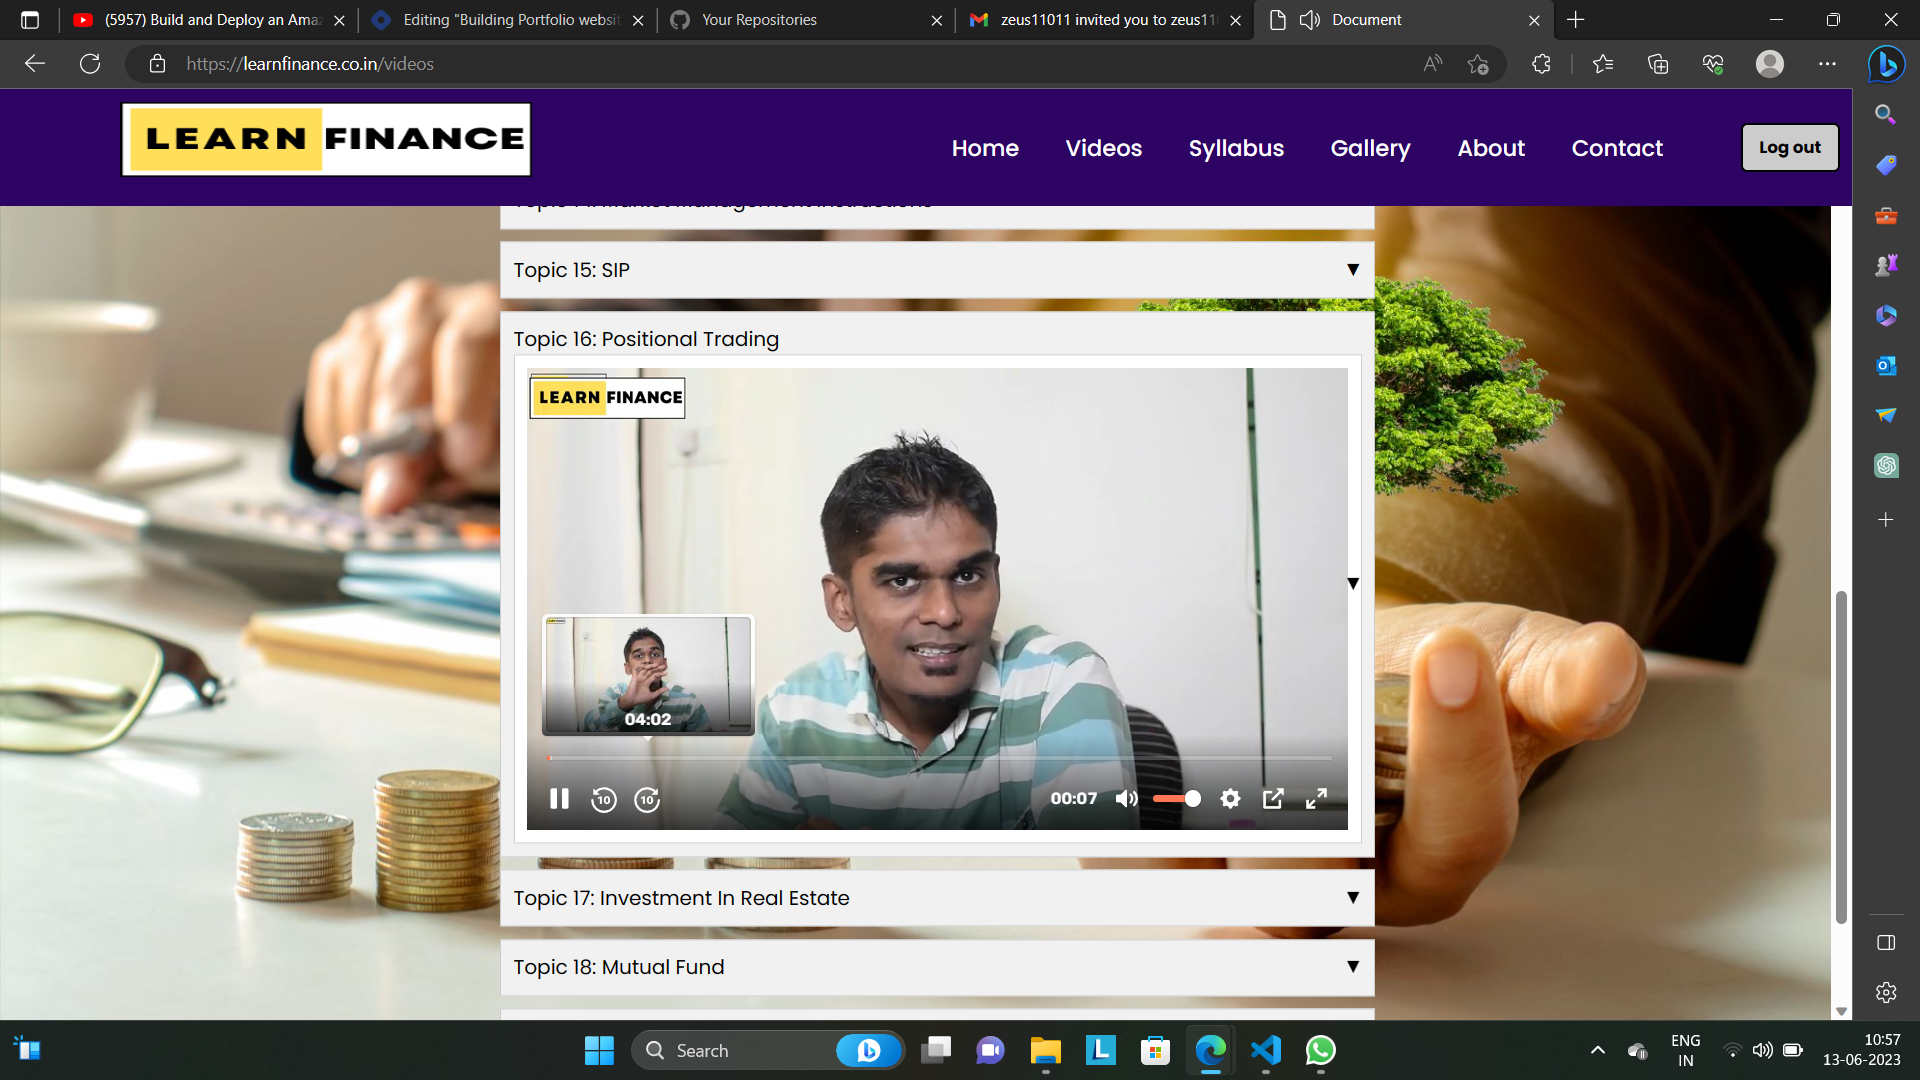 (5957) Build and Deploy an Ama
Editing "Building Portfolio websit
Your Repositories
zeus11011 invited you to zeus110
Document
https://learnfinance.co.in/videos
LEARN FINANCE
Home
Videos
Syllabus
Gallery
About
Contact
Log out
Topic 15: SIP
▼
Topic 16: Positional Trading
LEARN FINANCE
▼
04:02
10
10
00:07
Topic 17: Investment In Real Estate
▼
Topic 18: Mutual Fund
▼
Search
ENG
IN
10:57
13-06-2023